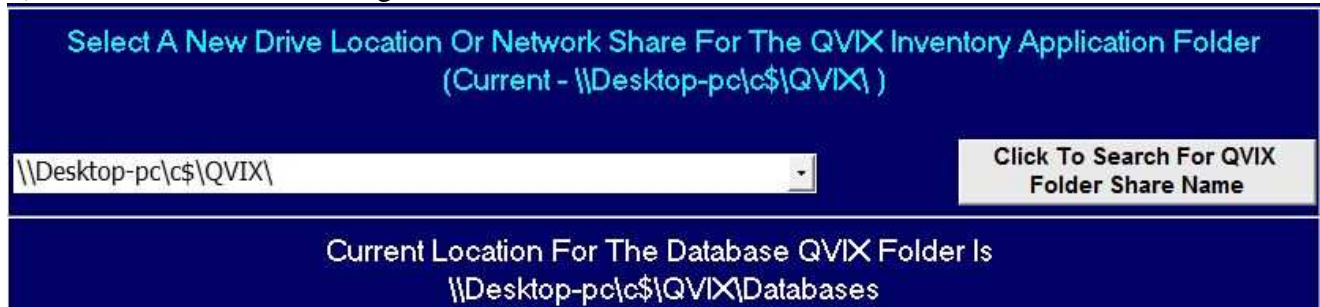 Select A New Drive Location Or Network Share For The QVIX Inventory Application Folder
(Current - \\Desktop-pc\c$\QVIX\ )
\\Desktop-pc\c$\QVIX\
Click To Search For QVIX
Folder Share Name
Current Location For The Database QVIX Folder Is
\\Desktop-pc\c$\QVIX\Databases